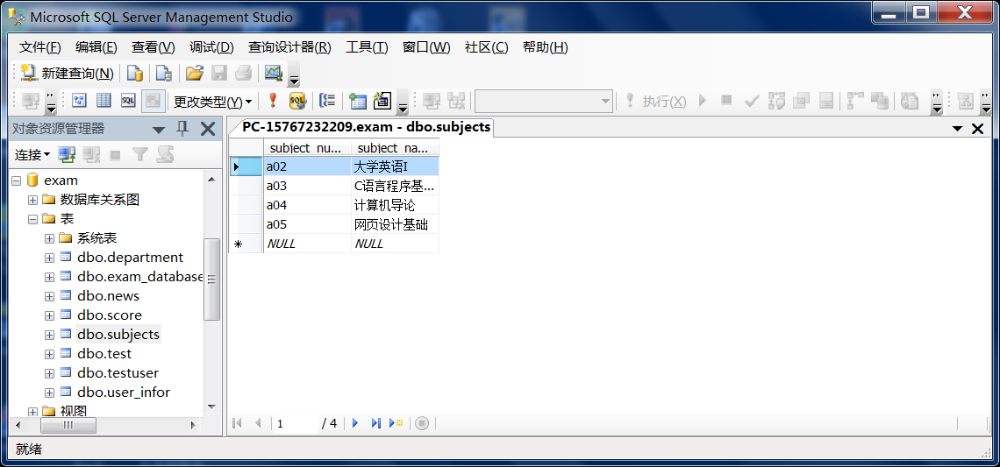 Microsoft SQL Server Management Studio
文件(F) 编辑(E) 查看(V) 调试(D) 查询设计器(R) 工具(T) 窗口(W) 社区(C) 帮助(H)
新建查询(N)
SQL 更改类型(Y) SQL 执行(X)
对象资源管理器
PC-15767232209.exam - dbo.subjects
连接
exam
数据库关系图
表
系统表
dbo.department
dbo.exam_database
dbo.news
dbo.score
dbo.subjects
dbo.test
dbo.testuser
dbo.user_infor
视图
subject_nu... subject_na...
a02 大学英语I
a03 C语言程序基...
a04 计算机导论
a05 网页设计基础
NULL NULL
1 / 4
就绪